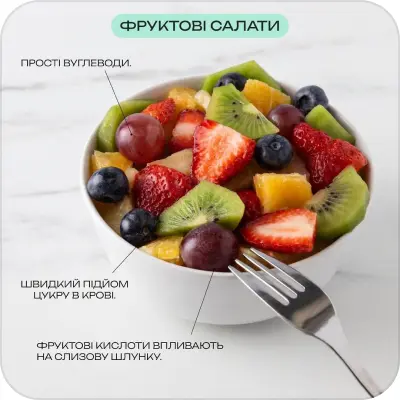 ФРУКТОВІ САЛАТИ
ПРОСТІ ВУГЛЕВОДИ.
ШВИДКИЙ ПІДЙОМ
ЦУКРУ В КРОВІ.
ФРУКТОВІ КИСЛОТИ ВПЛИВАЮТЬ
НА СЛИЗОВУ ШЛУНКУ.